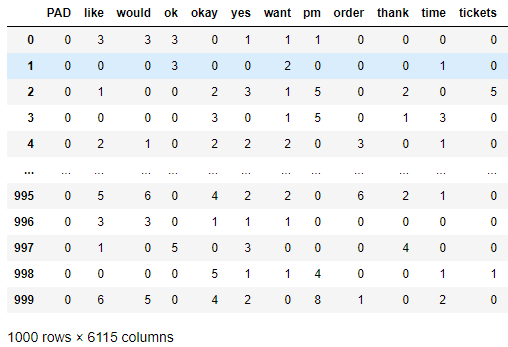 PAD like would ok okay yes want pm order thank time tickets
0 0 3 3 3 0 1 1 1 0 0 0 0
1 0 0 0 3 0 0 2 0 0 0 1 0
2 0 1 0 0 2 3 1 5 0 2 0 5
3 0 0 0 0 3 0 1 5 0 1 3 0
4 0 2 1 0 2 2 2 0 3 0 1 0
... ... ... ... ... ... ... ... ... ... ... ... ...
995 0 5 6 0 4 2 2 0 6 2 1 0
996 0 3 3 0 1 1 1 0 0 0 0 0
997 0 1 0 5 0 3 0 0 0 4 0 0
998 0 0 0 0 5 1 1 4 0 0 1 1
999 0 6 5 0 4 2 0 8 1 0 2 0
1000 rows × 6115 columns